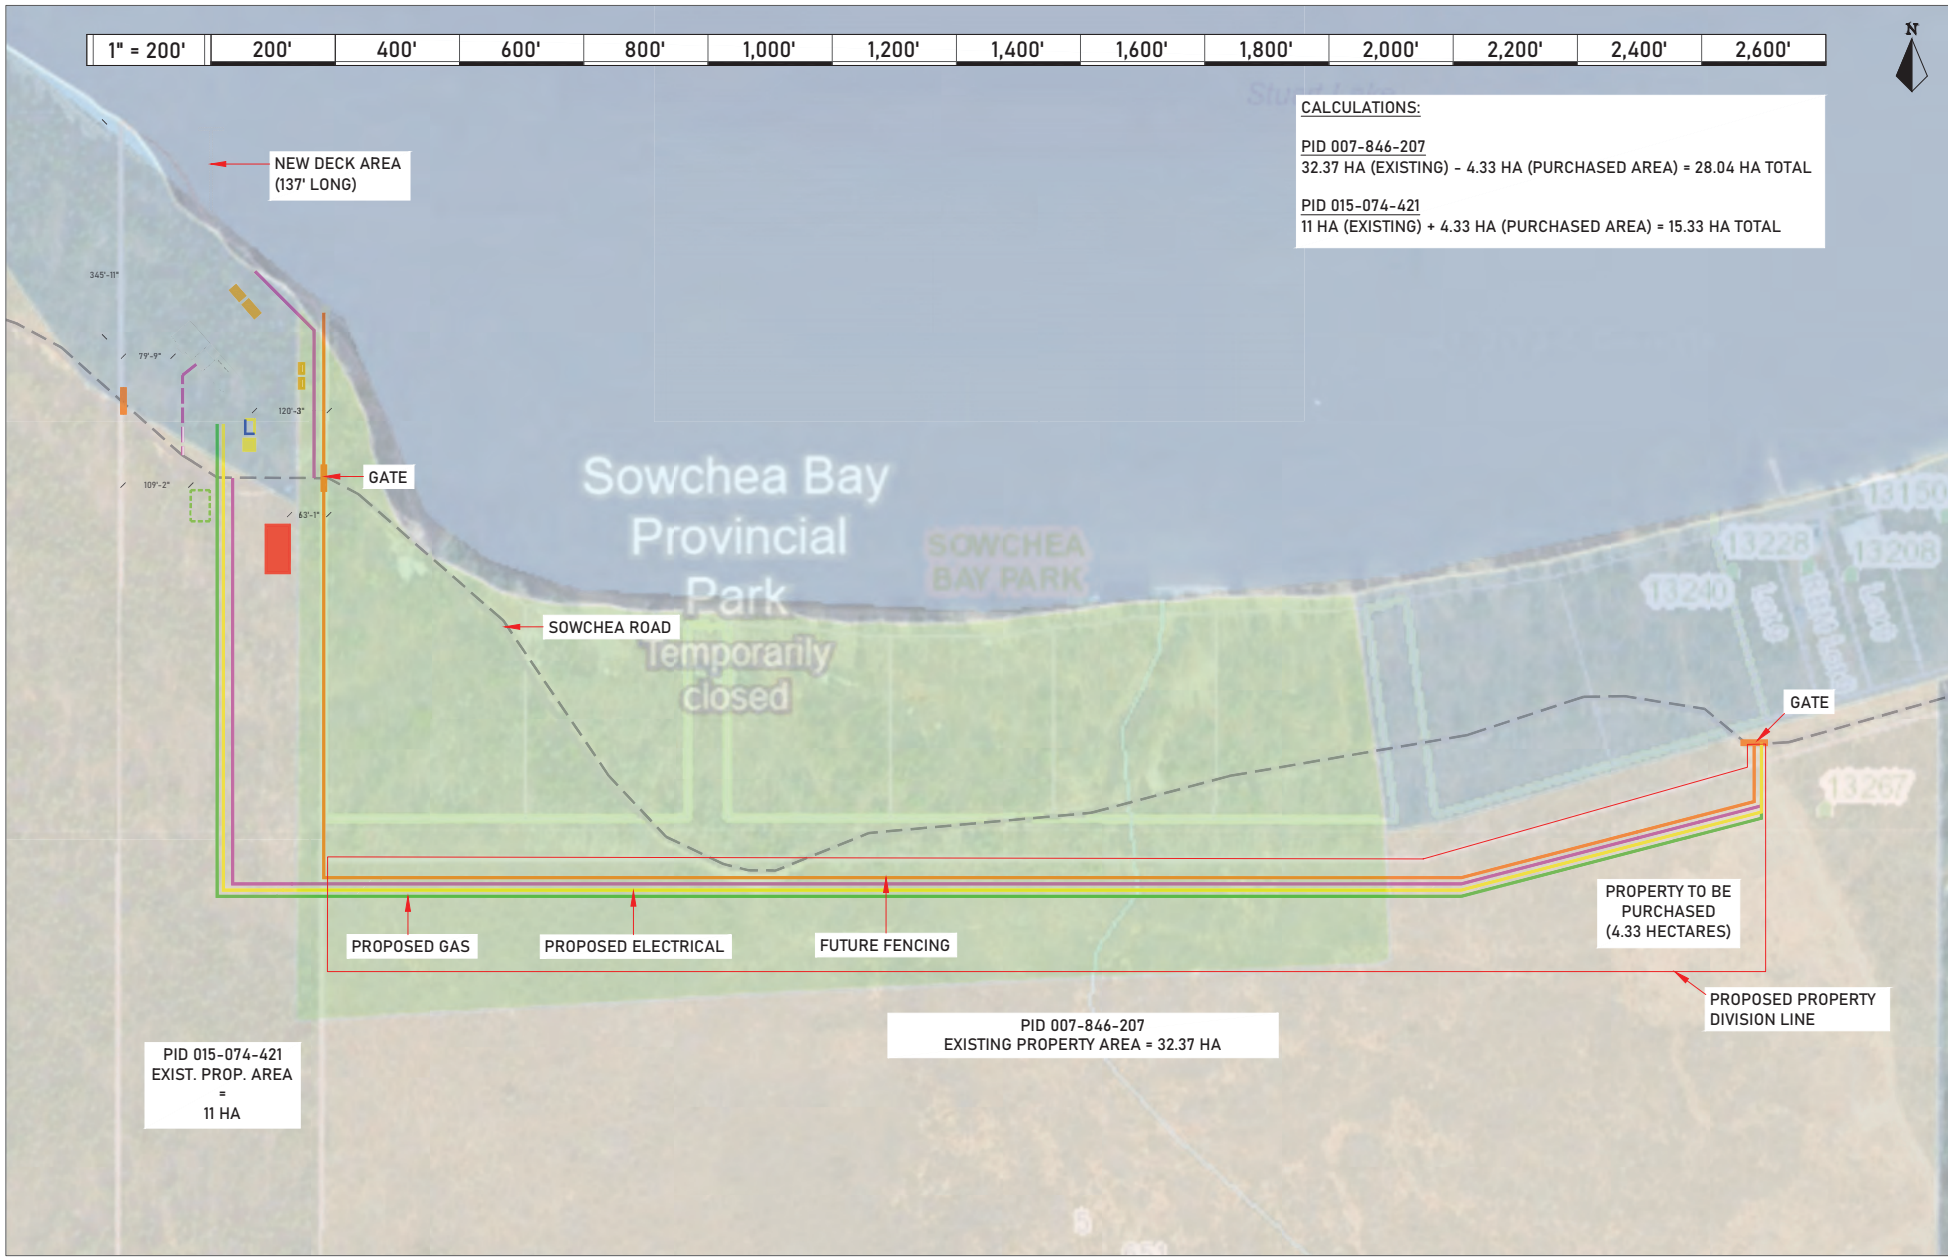 1" = 200' 200' 400' 600' 800' 1,000' 1,200' 1,400' 1,600' 1,800' 2,000' 2,200' 2,400' 2,600'
N
Stuart Lake
CALCULATIONS:
PID 007-846-207
32.37 HA (EXISTING) - 4.33 HA (PURCHASED AREA) = 28.04 HA TOTAL
PID 015-074-421
11 HA (EXISTING) + 4.33 HA (PURCHASED AREA) = 15.33 HA TOTAL
NEW DECK AREA
(137' LONG)
345'-11"
79'-9"
120'-3"
L
GATE
109'-2"
63'-1"
Sowchea Bay
Provincial
Park
Temporarily
closed
SOWCHEA
BAY PARK
SOWCHEA ROAD
13150
13228
13208
13240
GATE
13267
PROPERTY TO BE
PURCHASED
(4.33 HECTARES)
PROPOSED GAS
PROPOSED ELECTRICAL
FUTURE FENCING
PROPOSED PROPERTY
DIVISION LINE
PID 007-846-207
EXISTING PROPERTY AREA = 32.37 HA
PID 015-074-421
EXIST. PROP. AREA
=
11 HA
5